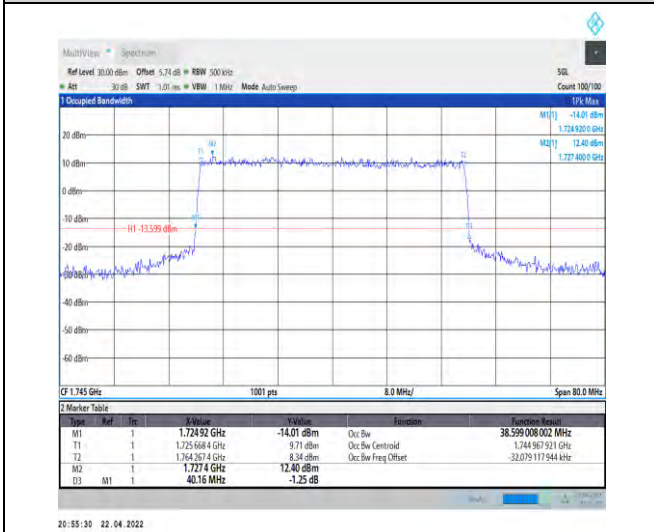 MultiView Spectrum
Ref Level 30.00 dBm Offset 5.74 dB RBW 500 kHz SGL
Att 30 dB SWT 1.01 ms VBW 1 MHz Mode Auto Sweep Count 100/100
1 Occupied Bandwidth 1Pk Max
M1[1] -14.01 dBm
1.724 920 0 GHz
M2[1] 12.40 dBm
1.727 400 0 GHz
20 dBm
T1 M2 T2
10 dBm
0 dBm
-10 dBm
M1
H1 -13.599 dBm
D3
-20 dBm
-30 dBm
-40 dBm
-50 dBm
-60 dBm
CF 1.745 GHz 1001 pts 8.0 MHz/ Span 80.0 MHz
2 Marker Table
Type Ref Trc X-Value Y-Value Function Function Result
M1 1 1.724 92 GHz -14.01 dBm Occ Bw 38.599 008 002 MHz
T1 1 1.725 668 4 GHz 9.71 dBm Occ Bw Centroid 1.744 967 921 GHz
T2 1 1.764 267 4 GHz 8.34 dBm Occ Bw Freq Offset -32.079 117 944 kHz
M2 1 1.727 4 GHz 12.40 dBm
D3 M1 1 40.16 MHz -1.25 dB
20:55:30 22.04.2022